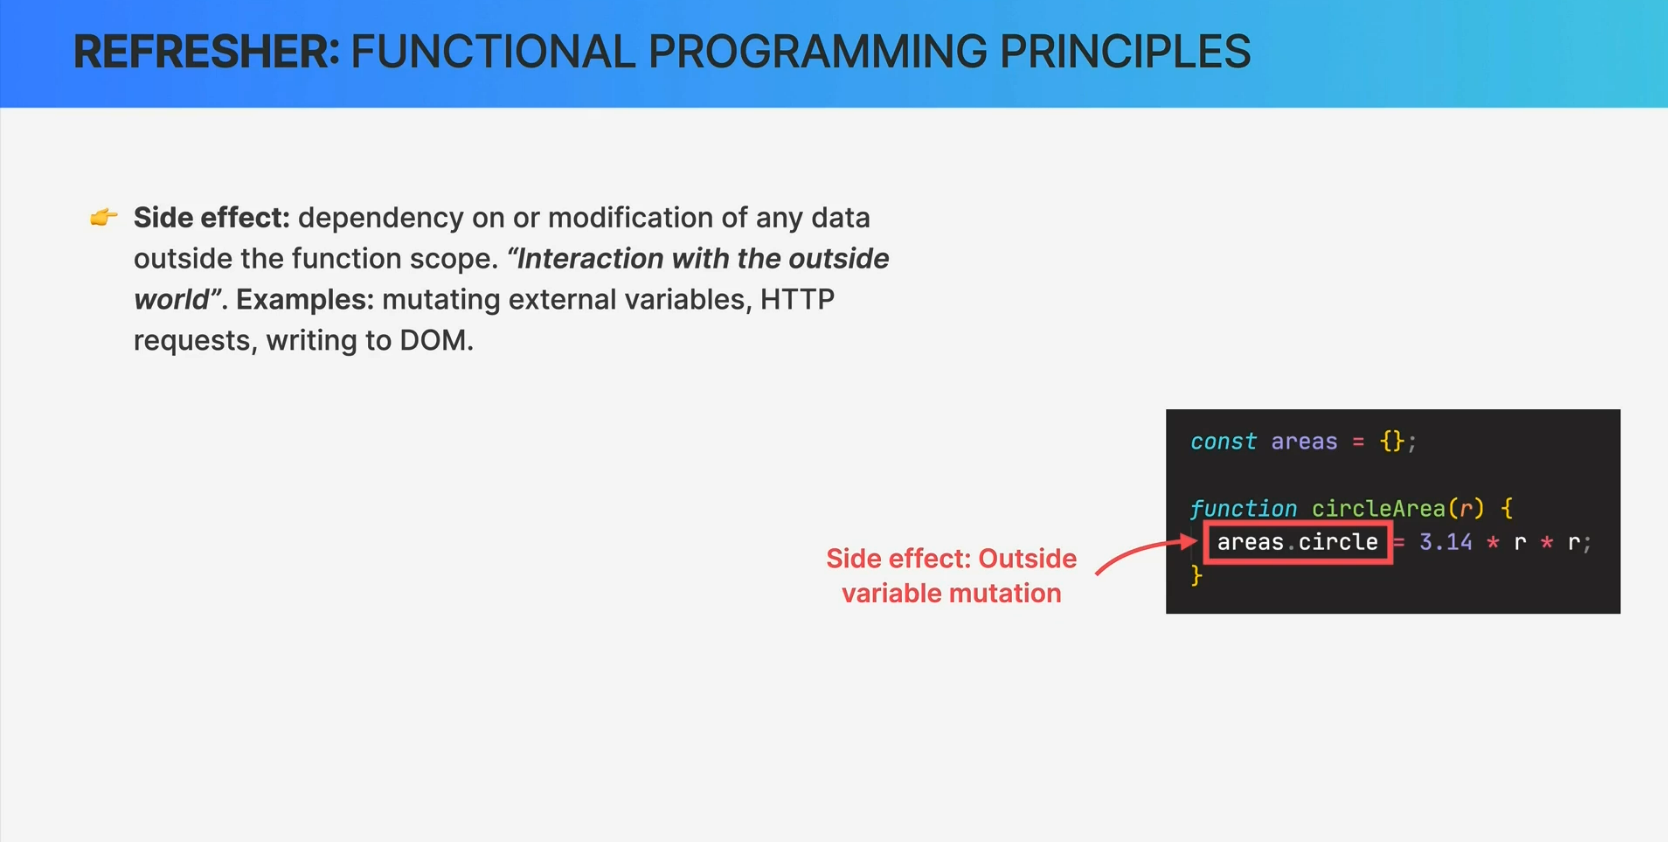 REFRESHER: FUNCTIONAL PROGRAMMING PRINCIPLES
👉 Side effect: dependency on or modification of any data
outside the function scope. “Interaction with the outside
world”. Examples: mutating external variables, HTTP
requests, writing to DOM.
const areas = {};
function circleArea(r) {
areas.circle = 3.14 * r * r;
}
Side effect: Outside
variable mutation